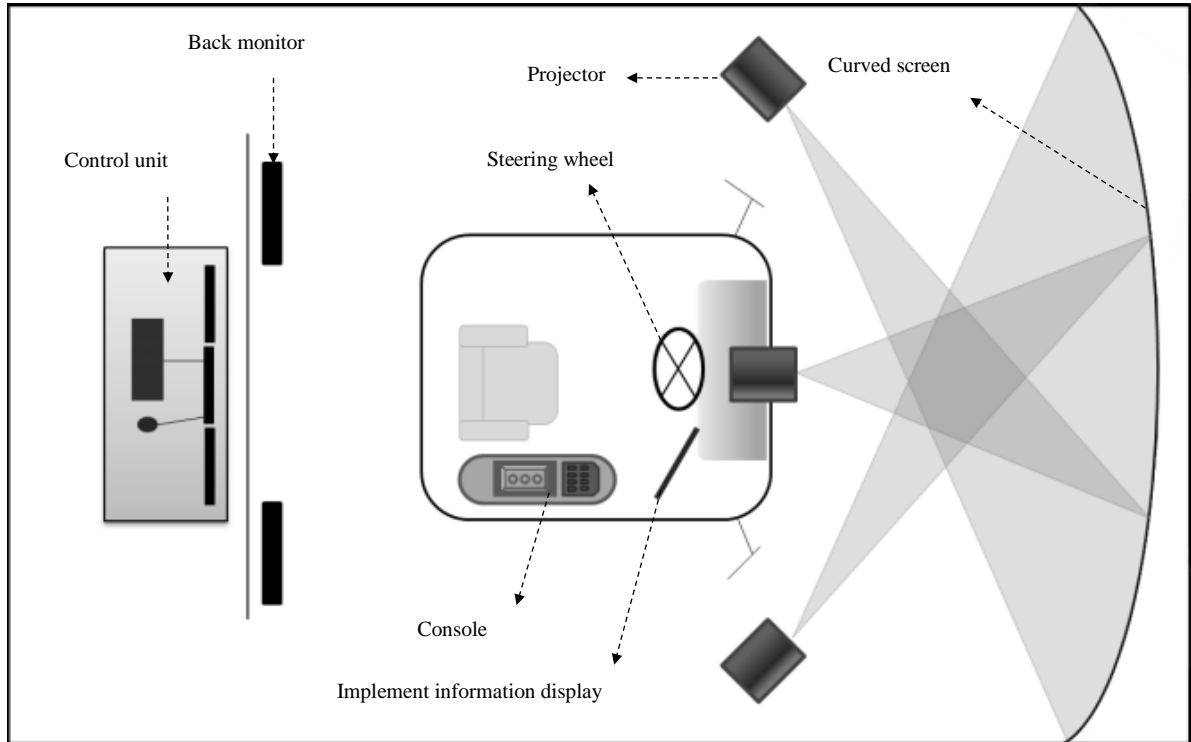 Back monitor
Projector
Curved screen
Control unit
Steering wheel
Console
Implement information display